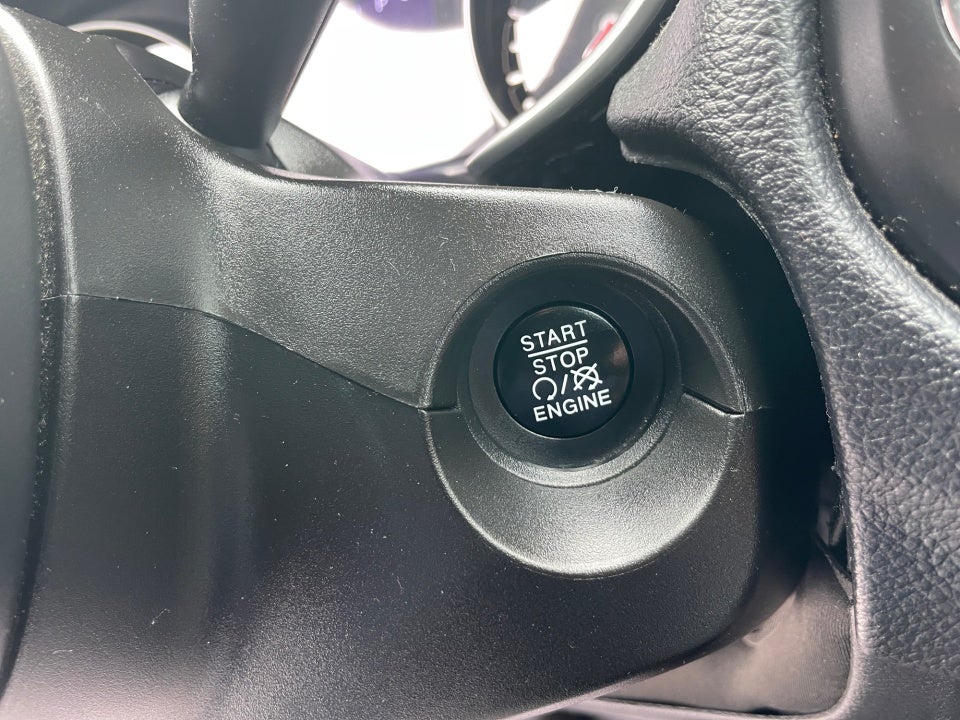 START
STOP
/
ENGINE